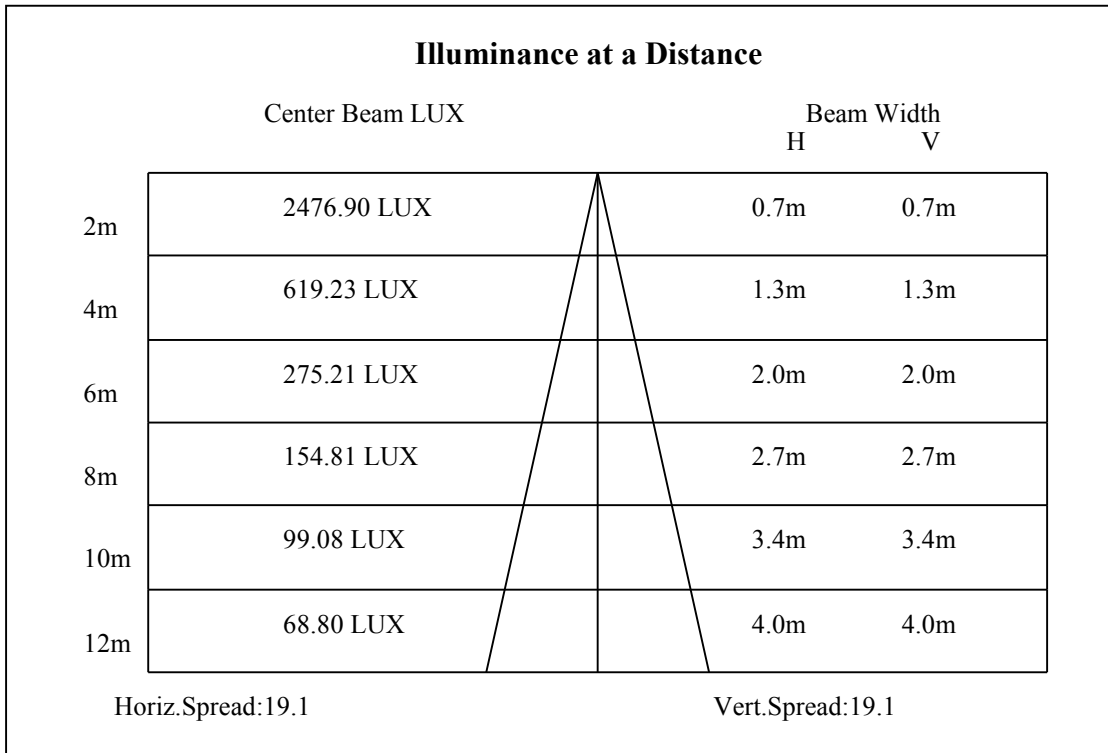 Illuminance at a Distance
Center Beam LUX Beam Width
H V
2m 2476.90 LUX 0.7m 0.7m
4m 619.23 LUX 1.3m 1.3m
6m 275.21 LUX 2.0m 2.0m
8m 154.81 LUX 2.7m 2.7m
10m 99.08 LUX 3.4m 3.4m
12m 68.80 LUX 4.0m 4.0m
Horiz.Spread:19.1 Vert.Spread:19.1